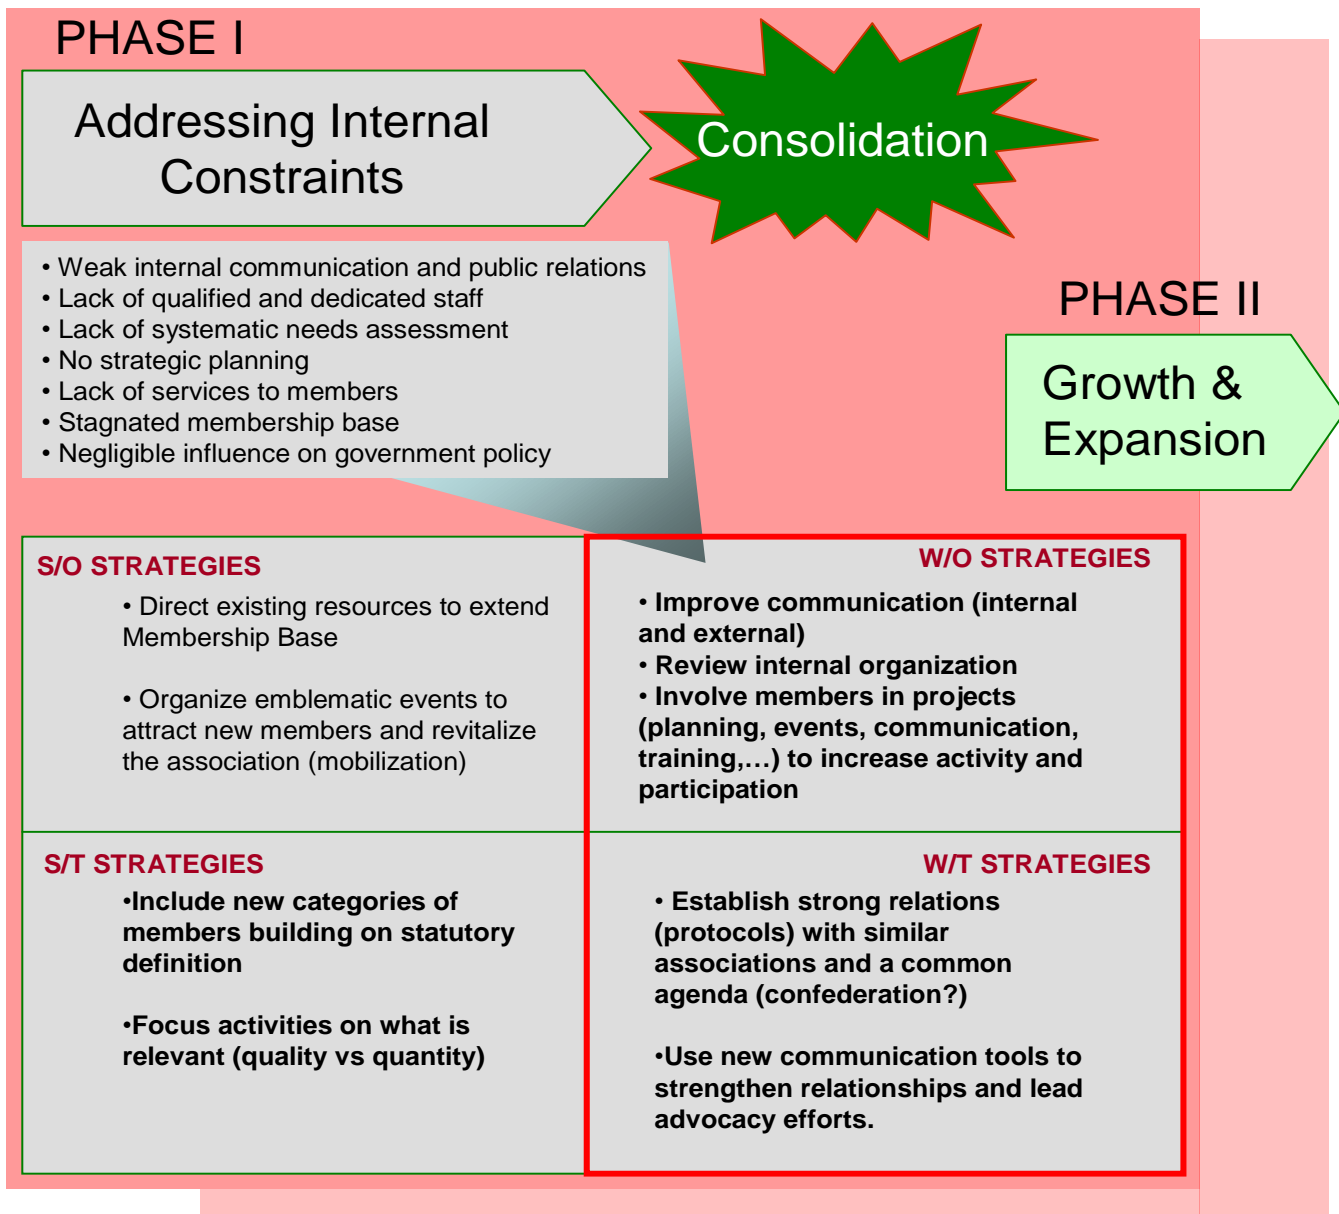 PHASE I
Addressing Internal
Constraints
Consolidation
• Weak internal communication and public relations
• Lack of qualified and dedicated staff
• Lack of systematic needs assessment
• No strategic planning
• Lack of services to members
• Stagnated membership base
• Negligible influence on government policy
PHASE II
Growth &
Expansion
S/O STRATEGIES
• Direct existing resources to extend
Membership Base
• Organize emblematic events to
attract new members and revitalize
the association (mobilization)
W/O STRATEGIES
• Improve communication (internal
and external)
• Review internal organization
• Involve members in projects
(planning, events, communication,
training,…) to increase activity and
participation
S/T STRATEGIES
•Include new categories of
members building on statutory
definition
•Focus activities on what is
relevant (quality vs quantity)
W/T STRATEGIES
• Establish strong relations
(protocols) with similar
associations and a common
agenda (confederation?)
•Use new communication tools to
strengthen relationships and lead
advocacy efforts.